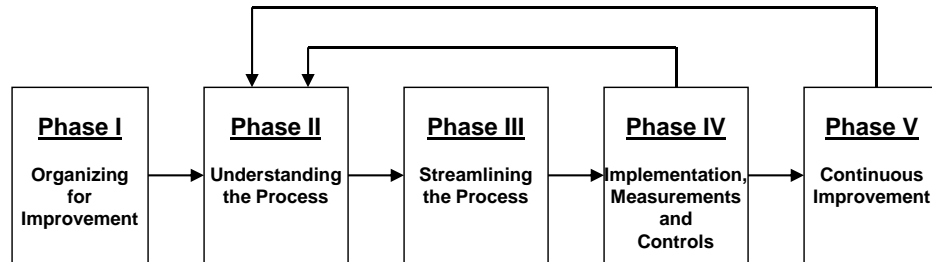 Phase I
Organizing
for
Improvement
Phase II
Understanding
the Process
Phase III
Streamlining
the Process
Phase IV
Implementation,
Measurements
and
Controls
Phase V
Continuous
Improvement